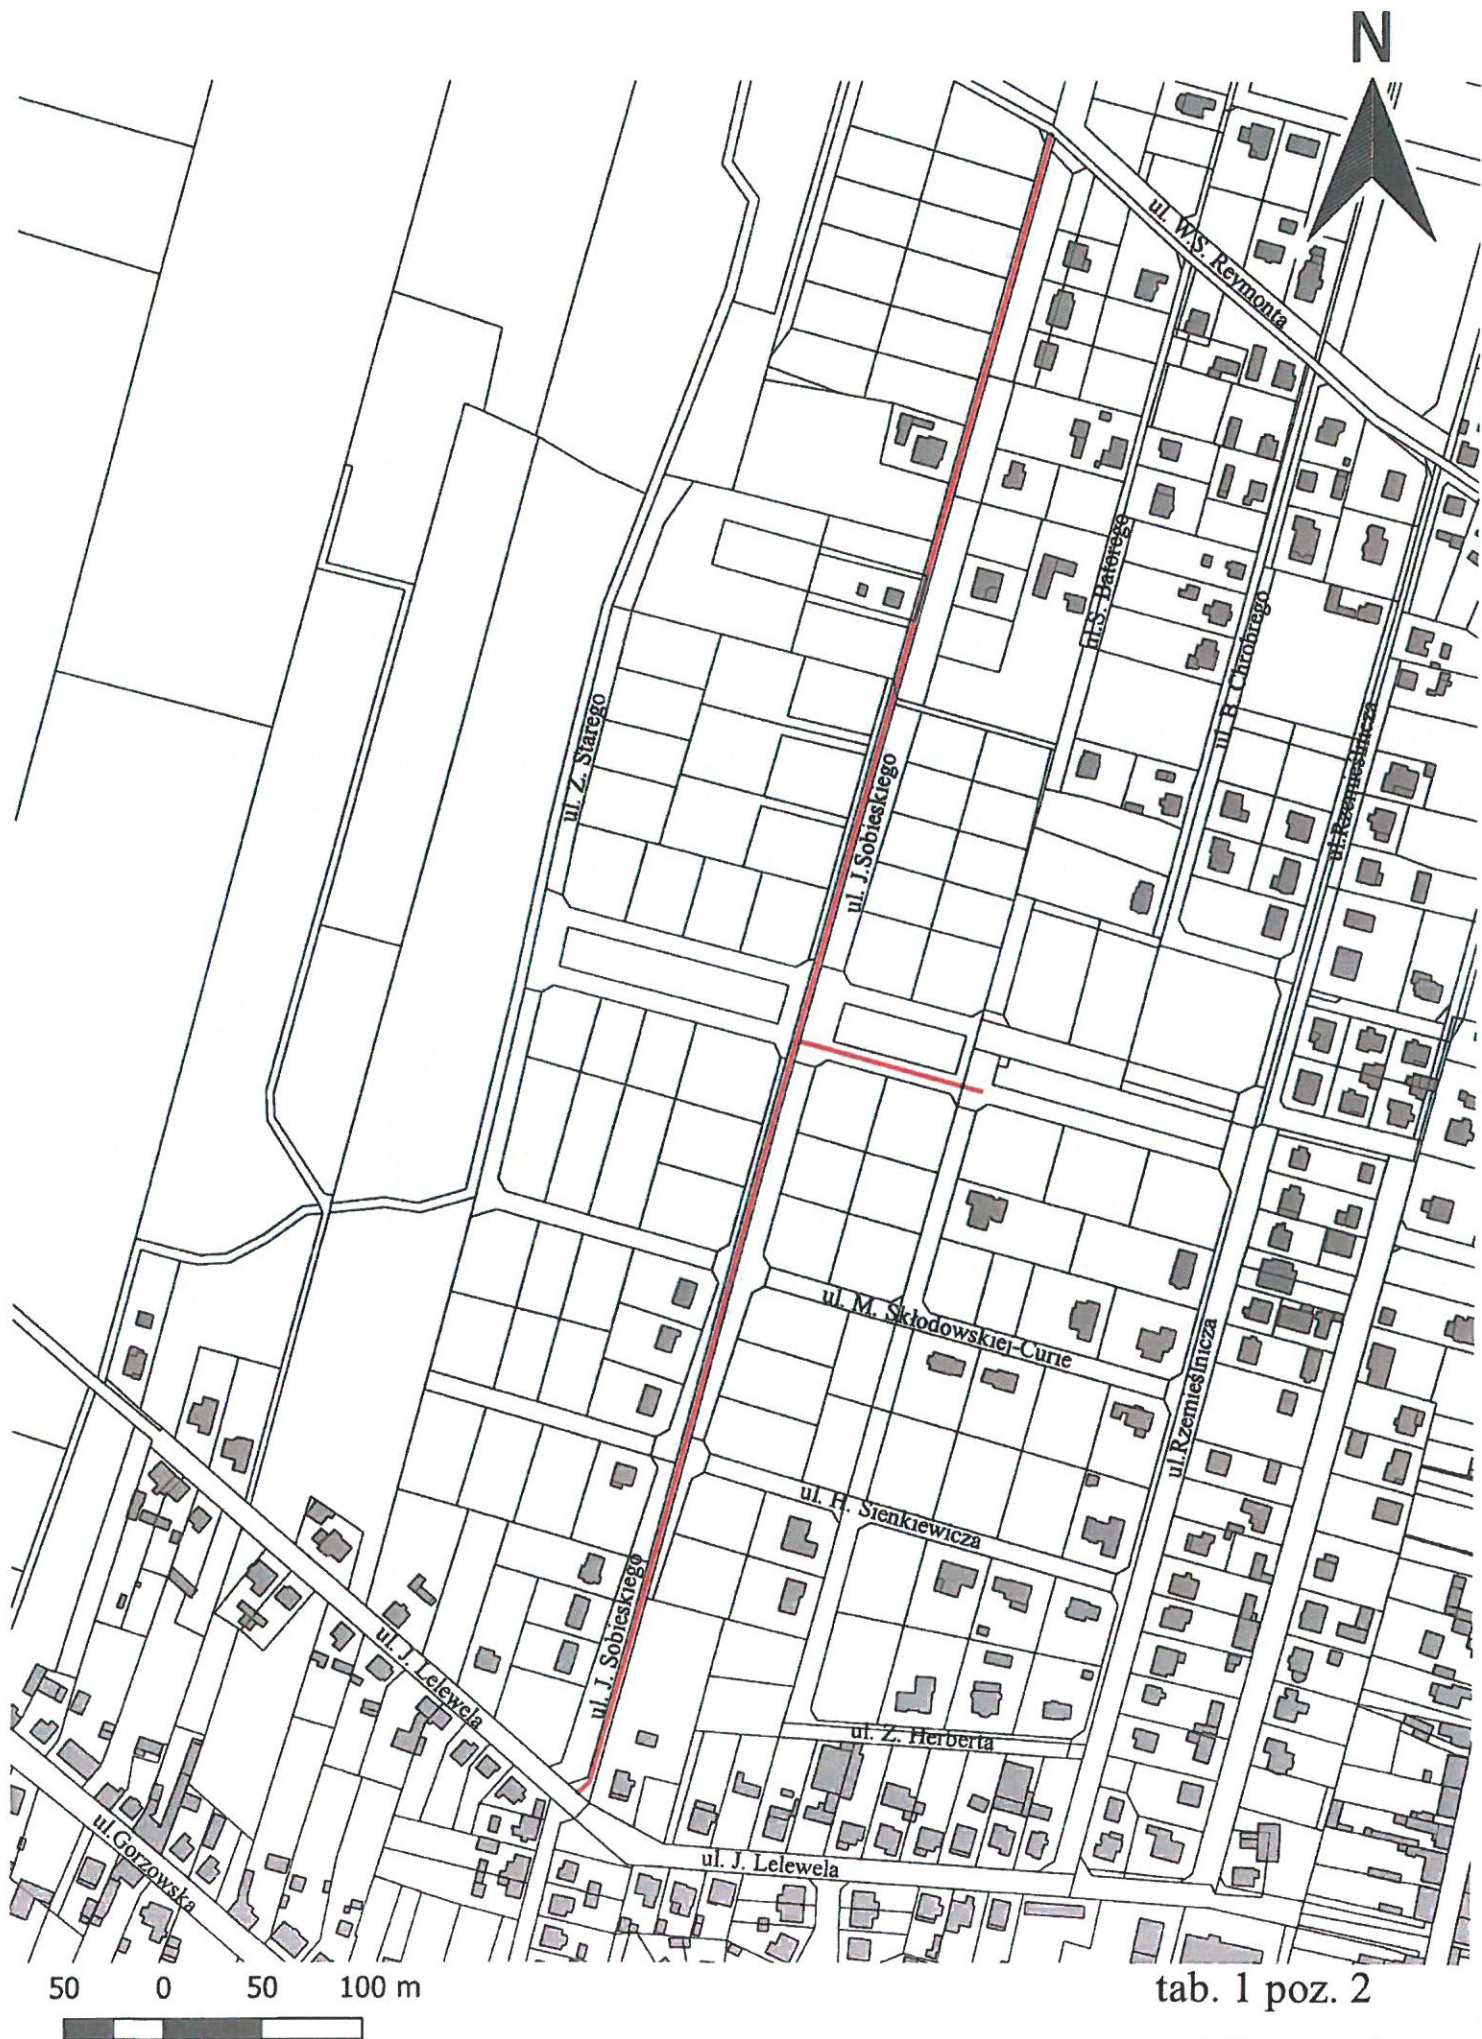 N
ul. W.S. Reymonta
ul.S. Batorego
ul. B. Chrobrego
ul. Z. Starego
ul.Rzemieślnicza
ul. J.Sobieskiego
ul. M. Skłodowskiej-Curie
ul.Rzemieślnicza
ul. H. Sienkiewicza
ul. J. Sobieskiego
ul. J. Lelewela
ul. Z. Herberta
ul.Gorzowska
ul. J. Lelewela
50 0 50 100 m
tab. 1 poz. 2